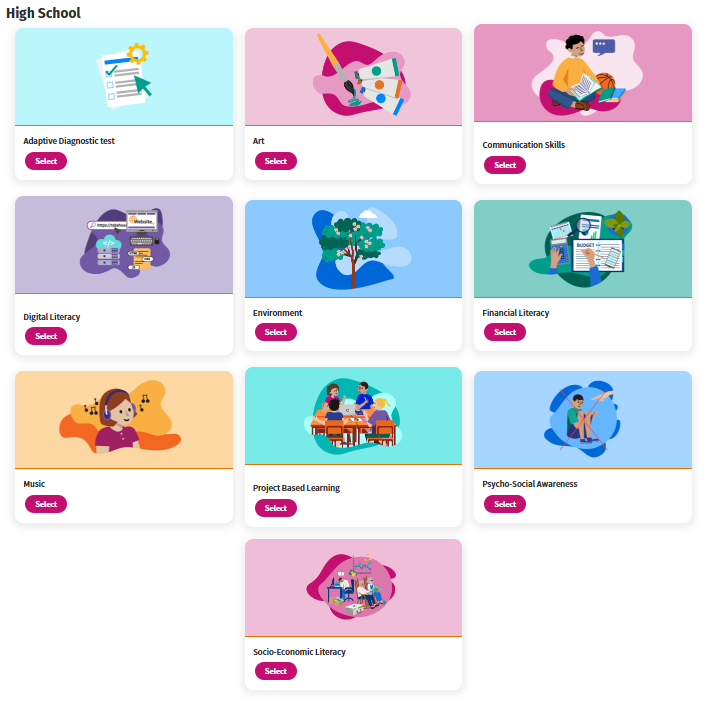 High School
Adaptive Diagnostic test
Select
Art
Select
Communication Skills
Select
https://
Website
Digital Literacy
Select
Environment
Select
BUDGET
Financial Literacy
Select
Music
Select
Project Based Learning
Select
Psycho-Social Awareness
Select
Socio-Economic Literacy
Select